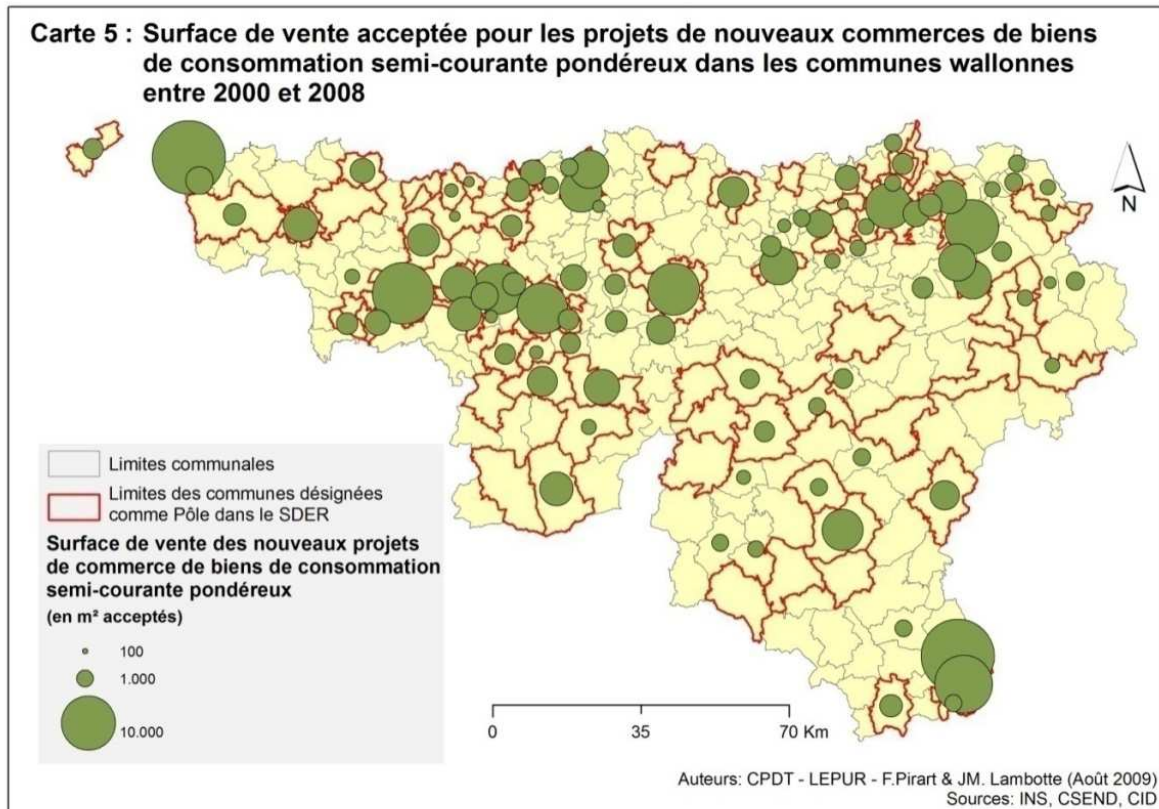 Carte 5 : Surface de vente acceptée pour les projets de nouveaux commerces de biens
de consommation semi-courante pondéreux dans les communes wallonnes
entre 2000 et 2008
N
Limites communales
Limites des communes désignées
comme Pôle dans le SDER
Surface de vente des nouveaux projets
de commerce de biens de consommation
semi-courante pondéreux
(en m² acceptés)
100
1.000
10.000
0 35 70 Km
Auteurs: CPDT - LEPUR - F.Pirart & JM. Lambotte (Août 2009)
Sources: INS, CSEND, CID